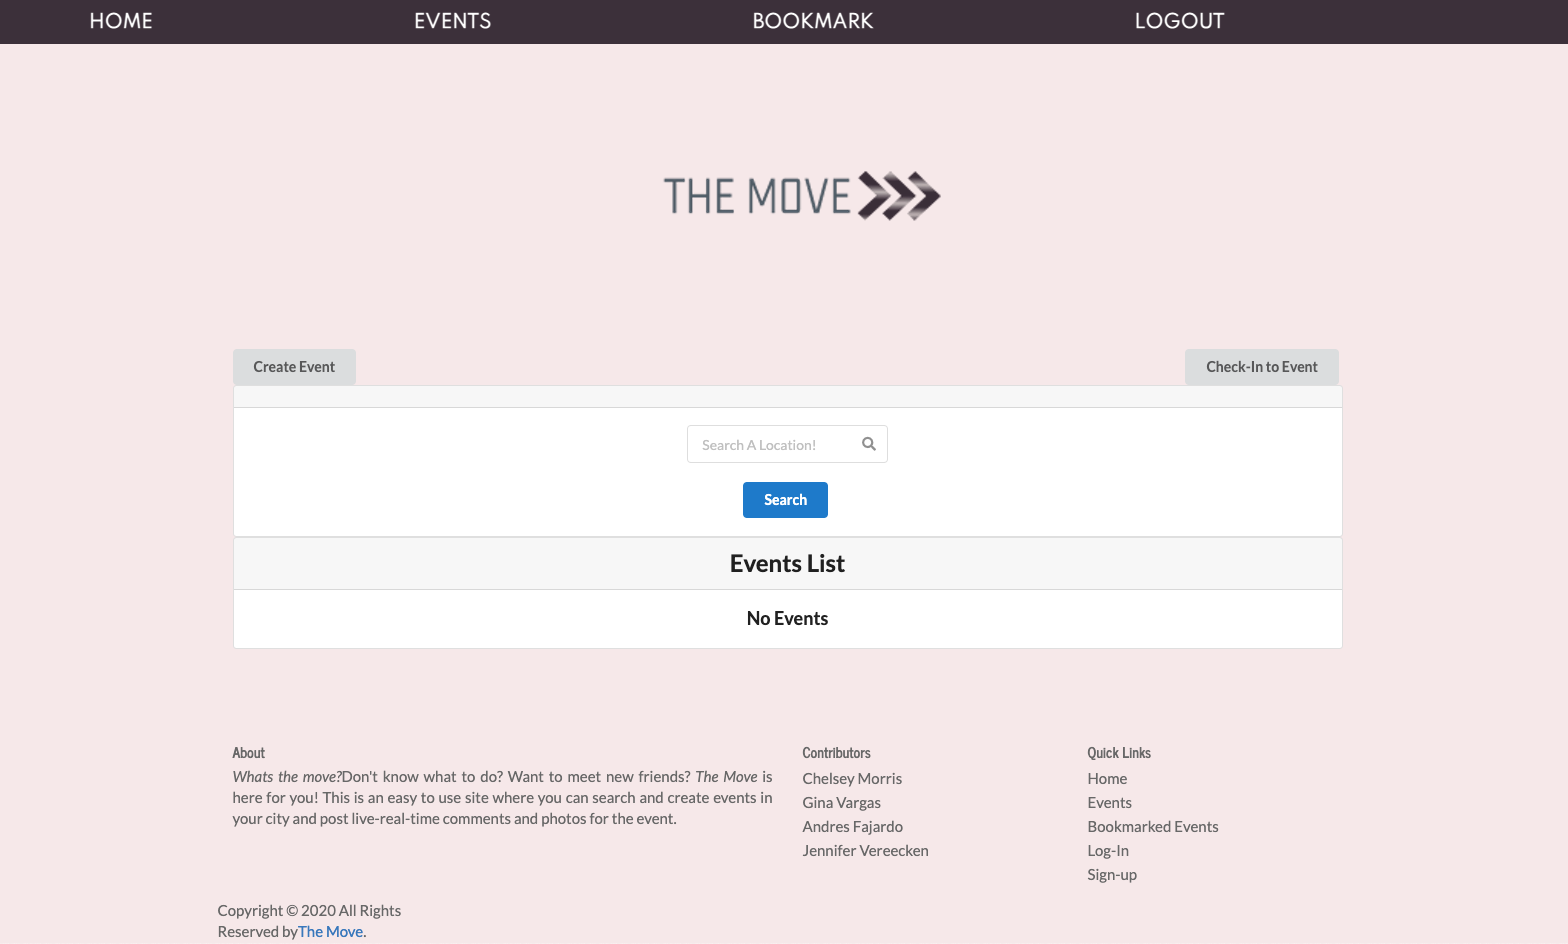 HOME EVENTS BOOKMARK LOGOUT
THE MOVE
Create Event
Check-In to Event
Search A Location!
Search
Events List
No Events
About
Whats the move?Don't know what to do? Want to meet new friends? The Move is
here for you! This is an easy to use site where you can search and create events in
your city and post live-real-time comments and photos for the event.
Contributors
Chelsey Morris
Gina Vargas
Andres Fajardo
Jennifer Vereecken
Quick Links
Home
Events
Bookmarked Events
Log-In
Sign-up
Copyright © 2020 All Rights
Reserved byThe Move.